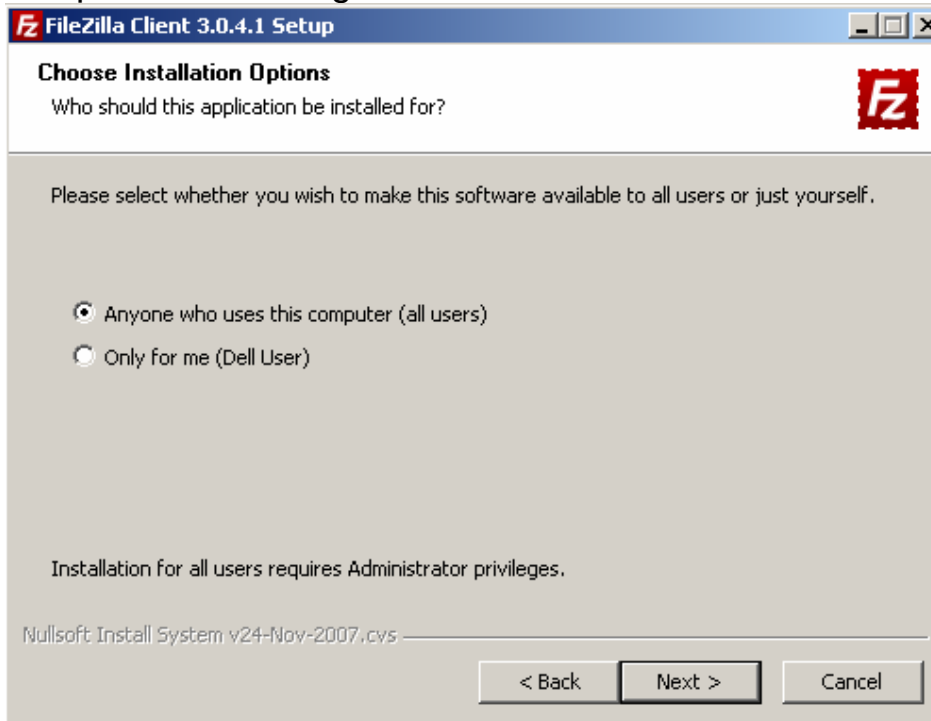 FileZilla Client 3.0.4.1 Setup
Choose Installation Options
Who should this application be installed for?
Fz
Please select whether you wish to make this software available to all users or just yourself.
Anyone who uses this computer (all users)
Only for me (Dell User)
Installation for all users requires Administrator privileges.
Nullsoft Install System v24-Nov-2007.cvs
< Back Next > Cancel